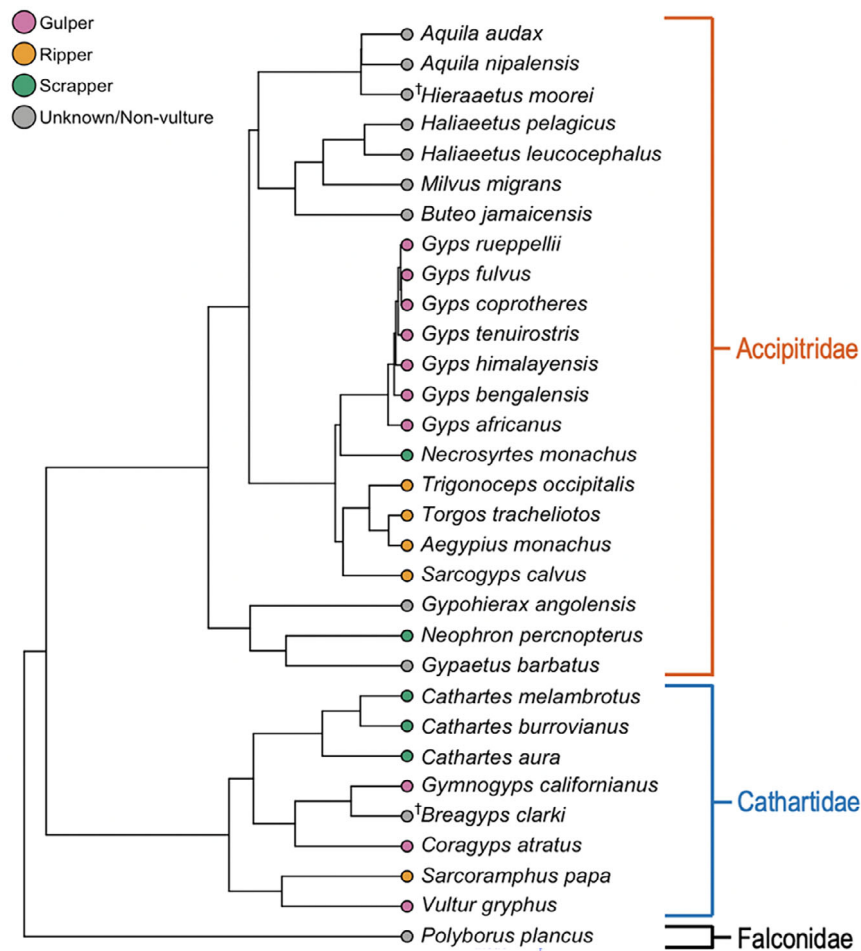 Gulper
Ripper
Scrapper
Unknown/Non-vulture
Aquila audax
Aquila nipalensis
†Hieraaetus moorei
Haliaeetus pelagicus
Haliaeetus leucocephalus
Milvus migrans
Buteo jamaicensis
Gyps rueppellii
Gyps fulvus
Gyps coprotheres
Gyps tenuirostris
Gyps himalayensis
Gyps bengalensis
Gyps africanus
Necrosyrtes monachus
Trigonoceps occipitalis
Torgos tracheliotos
Aegypius monachus
Sarcogyps calvus
Gypohierax angolensis
Neophron percnopterus
Gypaetus barbatus
Accipitridae
Cathartes melambrotus
Cathartes burrovianus
Cathartes aura
Gymnogyps californianus
†Breagyps clarki
Coragyps atratus
Sarcoramphus papa
Vultur gryphus
Cathartidae
Polyborus plancus
Falconidae